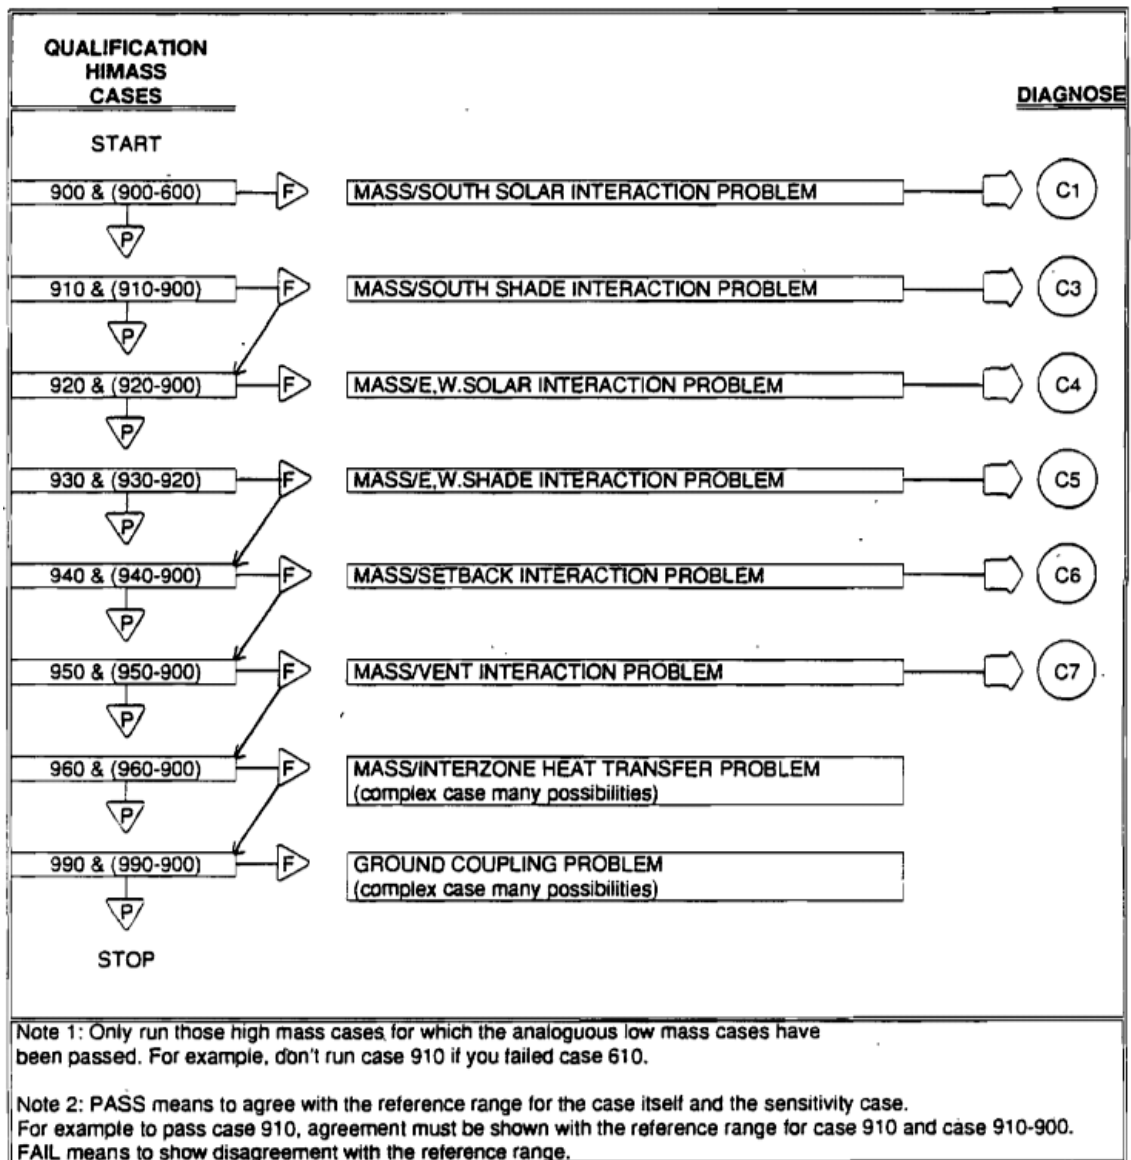 QUALIFICATION
HIMASS
CASES
DIAGNOSE
START
900 & (900-600) F MASS/SOUTH SOLAR INTERACTION PROBLEM C1
P
910 & (910-900) F MASS/SOUTH SHADE INTERACTION PROBLEM C3
P
920 & (920-900) F MASS/E,W.SOLAR INTERACTION PROBLEM C4
P
930 & (930-920) F MASS/E,W.SHADE INTERACTION PROBLEM C5
P
940 & (940-900) F MASS/SETBACK INTERACTION PROBLEM C6
P
950 & (950-900) F MASS/VENT INTERACTION PROBLEM C7
P
960 & (960-900) F MASS/INTERZONE HEAT TRANSFER PROBLEM
(complex case many possibilities)
P
990 & (990-900) F GROUND COUPLING PROBLEM
(complex case many possibilities)
P
STOP
Note 1: Only run those high mass cases for which the analoguous low mass cases have
been passed. For example, don't run case 910 if you failed case 610.
Note 2: PASS means to agree with the reference range for the case itself and the sensitivity case.
For example to pass case 910, agreement must be shown with the reference range for case 910 and case 910-900.
FAIL means to show disagreement with the reference range.